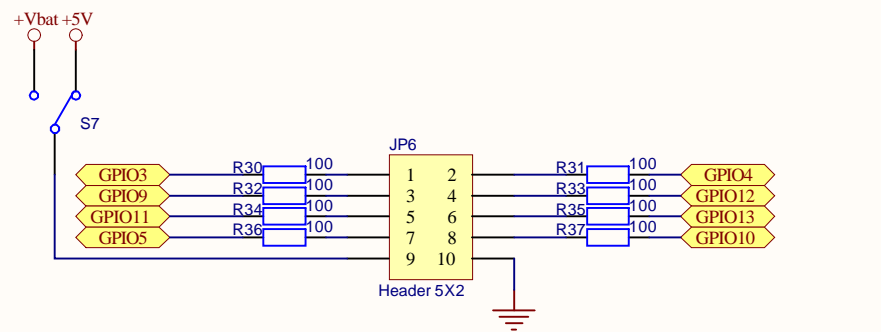 +Vbat +5V
S7
JP6
GPIO3 R30 100 1 2 R31 100 GPIO4
GPIO9 R32 100 3 4 R33 100 GPIO12
GPIO11 R34 100 5 6 R35 100 GPIO13
GPIO5 R36 100 7 8 R37 100 GPIO10
9 10
Header 5X2